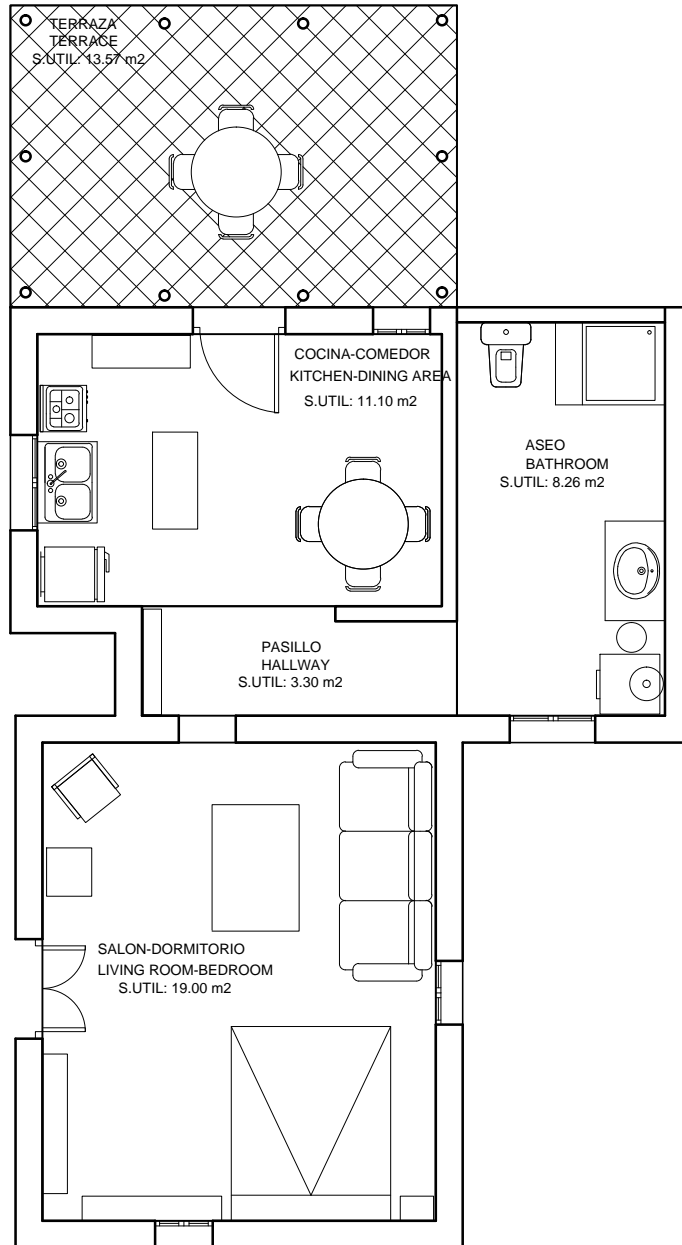 TERRAZA
TERRACE
S.UTIL: 13.57 m2
COCINA-COMEDOR
KITCHEN-DINING AREA
S.UTIL: 11.10 m2
ASEO
BATHROOM
S.UTIL: 8.26 m2
PASILLO
HALLWAY
S.UTIL: 3.30 m2
SALON-DORMITORIO
LIVING ROOM-BEDROOM
S.UTIL: 19.00 m2